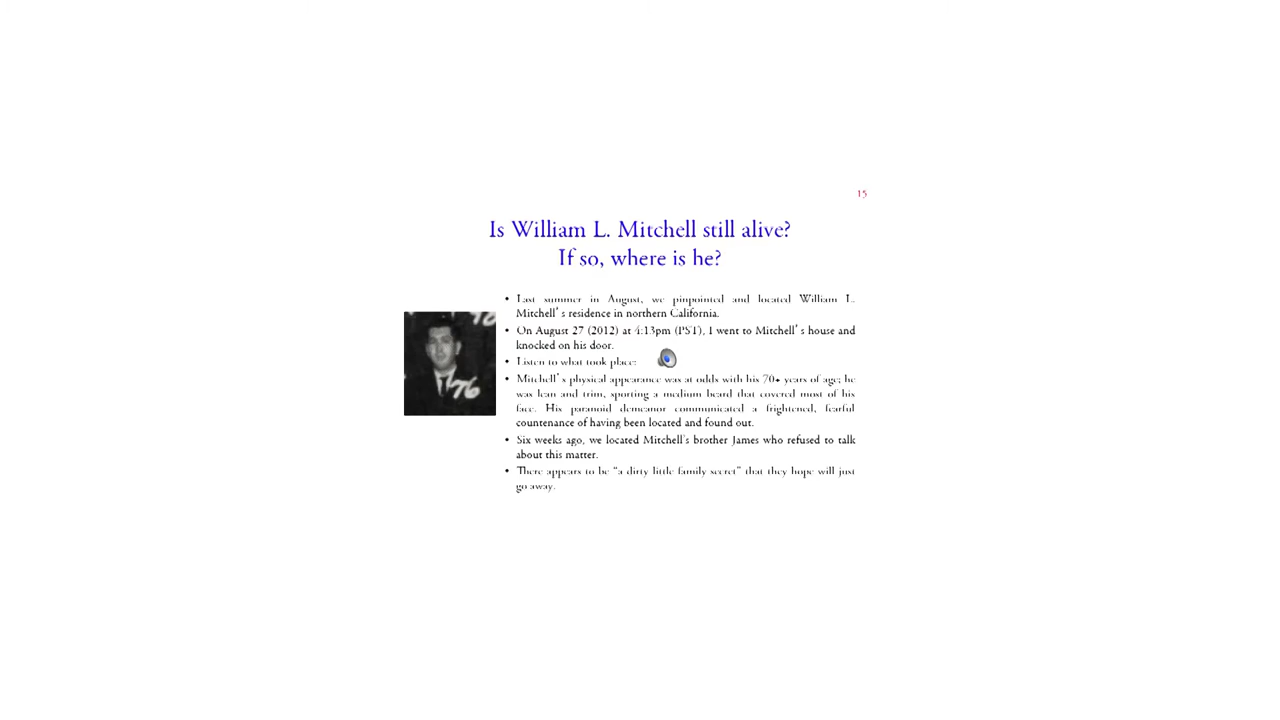 15
Is William L. Mitchell still alive?
If so, where is he?
• Last summer in August, we pinpointed and located William L.
Mitchell's residence in northern California.
• On August 27 (2012) at 4:13pm (PST), I went to Mitchell's house and
knocked on his door.
• Listen to what took place:
• Mitchell's physical appearance was at odds with his 70+ years of age; he
was lean and trim, sporting a medium beard that covered most of his
face. His paranoid demeanor communicated a frightened, fearful
countenance of having been located and found out.
• Six weeks ago, we located Mitchell's brother James who refused to talk
about this matter.
• There appears to be “a dirty little family secret” that they hope will just
go away.
76